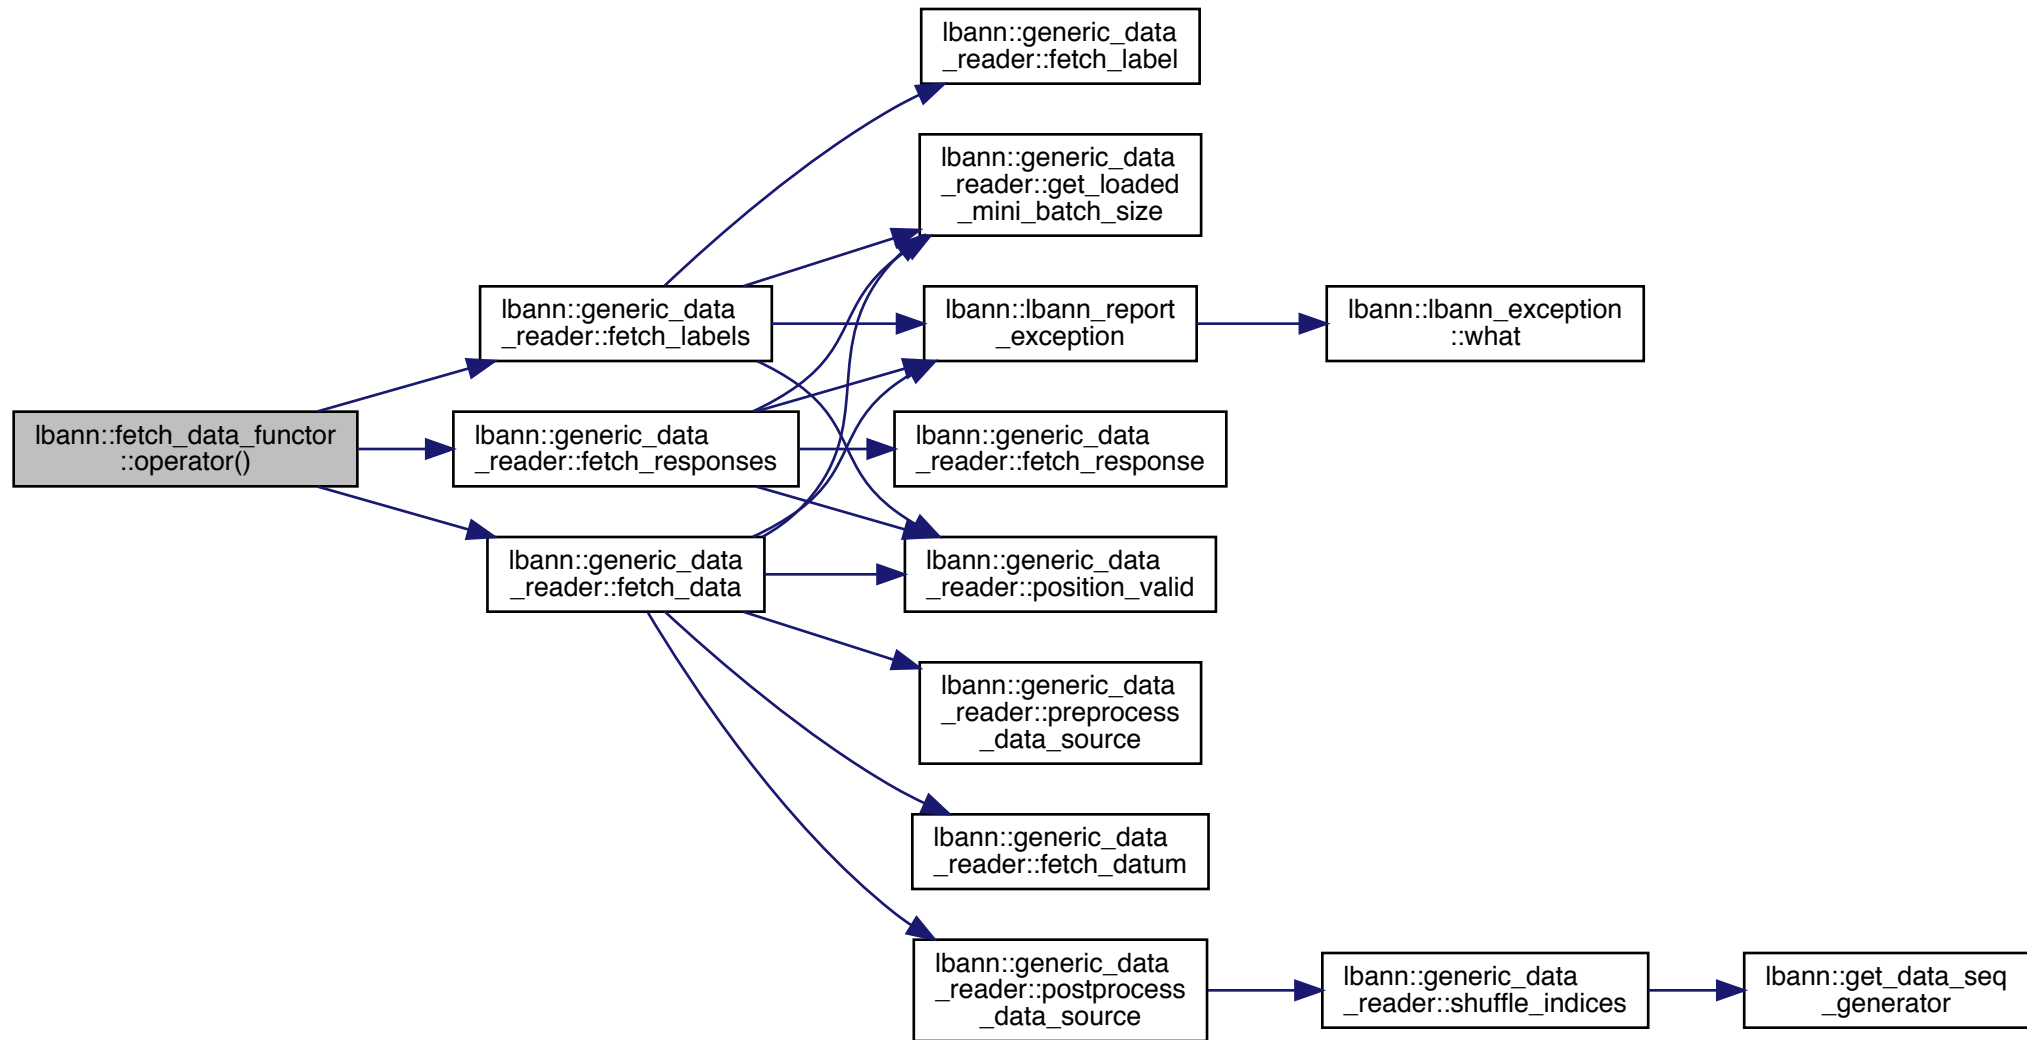 lbann::generic_data
_reader::fetch_label
lbann::generic_data
_reader::get_loaded
_mini_batch_size
lbann::generic_data
_reader::fetch_labels
lbann::lbann_report
_exception
lbann::lbann_exception
::what
lbann::fetch_data_functor
::operator()
lbann::generic_data
_reader::fetch_responses
lbann::generic_data
_reader::fetch_response
lbann::generic_data
_reader::fetch_data
lbann::generic_data
_reader::position_valid
lbann::generic_data
_reader::preprocess
_data_source
lbann::generic_data
_reader::fetch_datum
lbann::generic_data
_reader::postprocess
_data_source
lbann::generic_data
_reader::shuffle_indices
lbann::get_data_seq
_generator